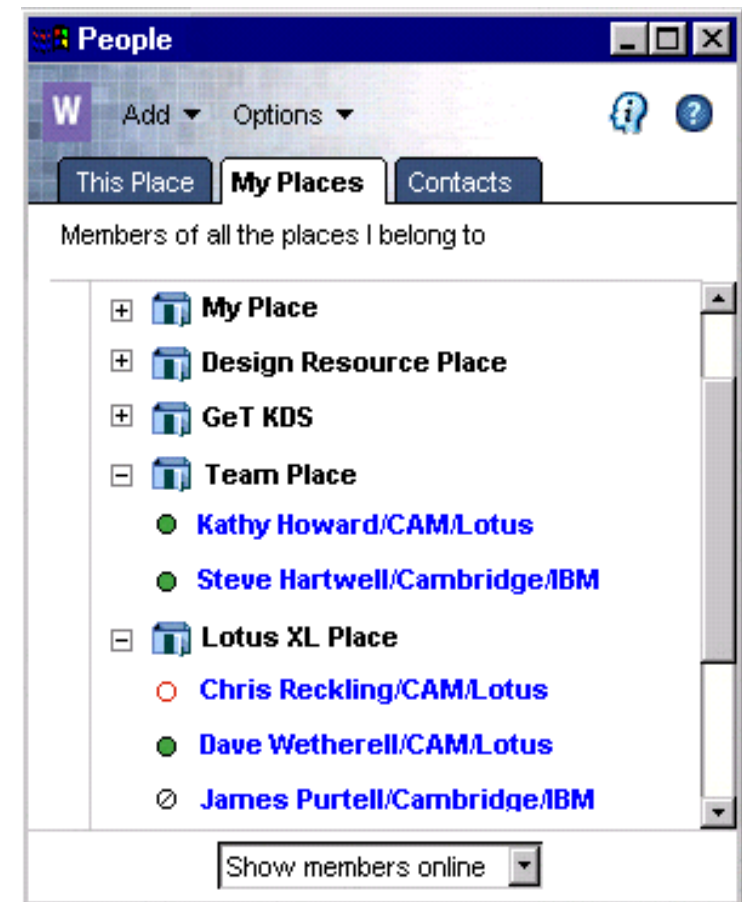 People
W Add Options
This Place My Places Contacts
Members of all the places I belong to
My Place
Design Resource Place
GeT KDS
Team Place
Kathy Howard/CAM/Lotus
Steve Hartwell/Cambridge/IBM
Lotus XL Place
Chris Reckling/CAM/Lotus
Dave Wetherell/CAM/Lotus
James Purtell/Cambridge/IBM
Show members online